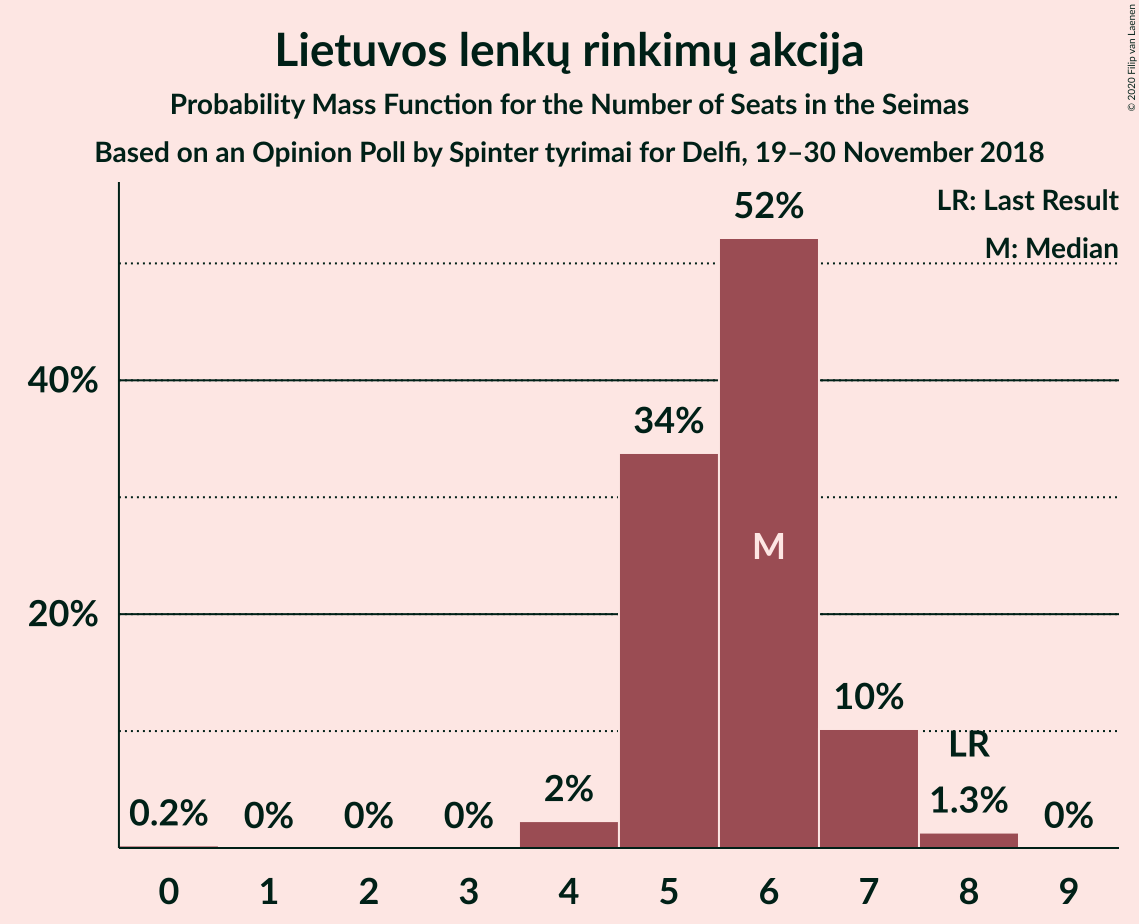 Lietuvos lenkų rinkimų akcija
Probability Mass Function for the Number of Seats in the Seimas
Based on an Opinion Poll by Spinter tyrimai for Delfi, 19–30 November 2018
© 2020 Filip van Laenen
LR: Last Result
M: Median
52%
40%
34%
M
20%
10%
LR
0.2% 0% 0% 0% 2% 1.3% 0%
0 1 2 3 4 5 6 7 8 9